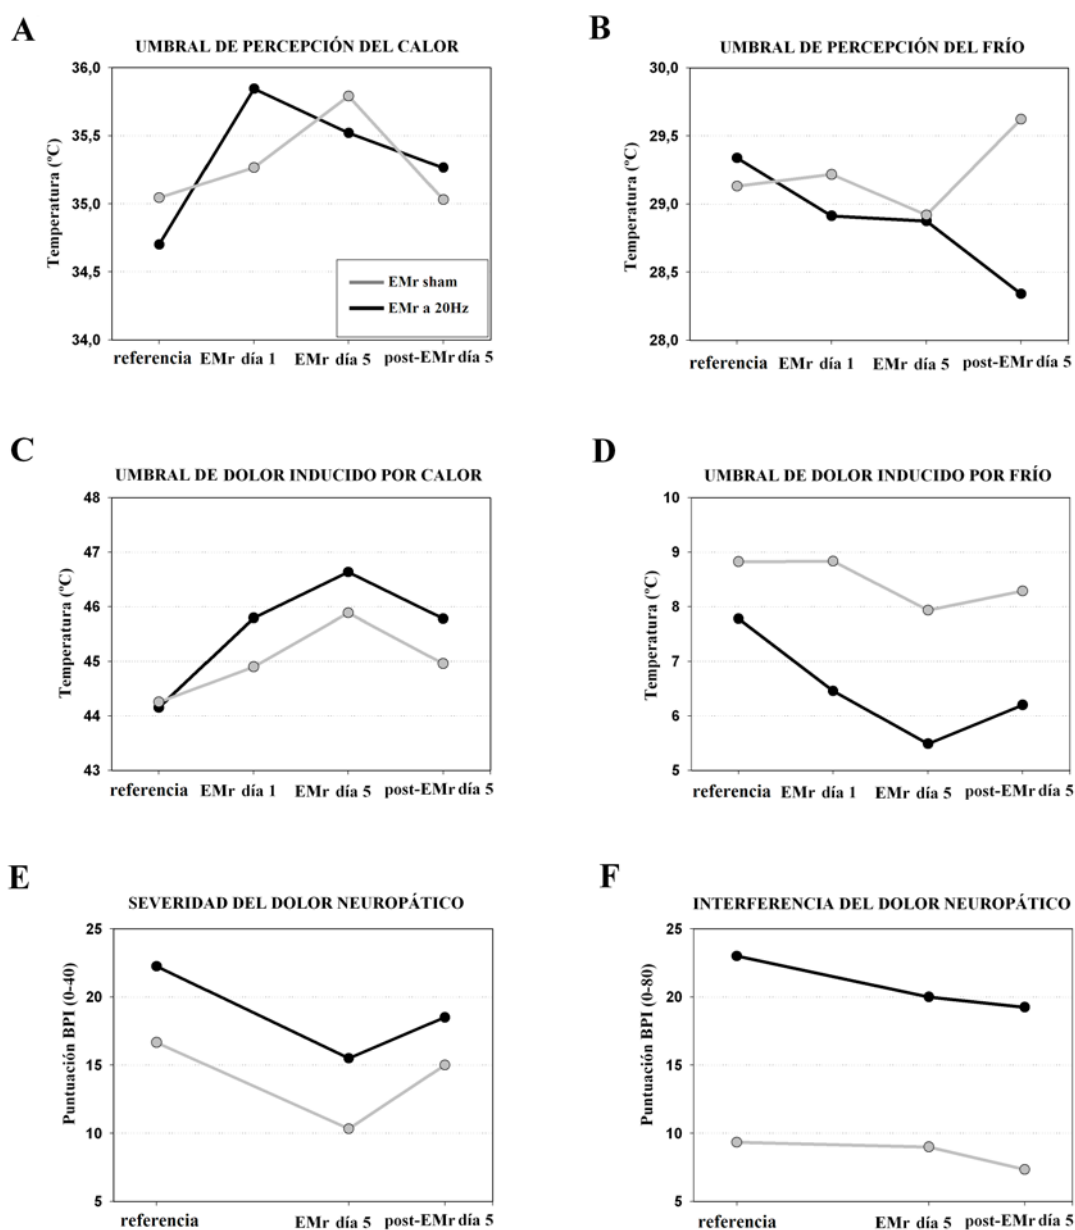 A
UMBRAL DE PERCEPCIÓN DEL CALOR
36,0
35,5
35,0
34,5
34,0
Temperatura (ºC)
EMr sham
EMr a 20Hz
referencia EMr día 1 EMr día 5 post-EMr día 5
B
UMBRAL DE PERCEPCIÓN DEL FRÍO
30,0
29,5
29,0
28,5
28,0
Temperatura (ºC)
referencia EMr día 1 EMr día 5 post-EMr día 5
C
UMBRAL DE DOLOR INDUCIDO POR CALOR
48
47
46
45
44
43
Temperatura (ºC)
referencia EMr día 1 EMr día 5 post-EMr día 5
D
UMBRAL DE DOLOR INDUCIDO POR FRÍO
10
9
8
7
6
5
Temperatura (ºC)
referencia EMr día 1 EMr día 5 post-EMr día 5
E
SEVERIDAD DEL DOLOR NEUROPÁTICO
25
20
15
10
5
Puntuación BPI (0-40)
referencia EMr día 5 post-EMr día 5
F
INTERFERENCIA DEL DOLOR NEUROPÁTICO
25
20
15
10
5
Puntuación BPI (0-80)
referencia EMr día 5 post-EMr día 5